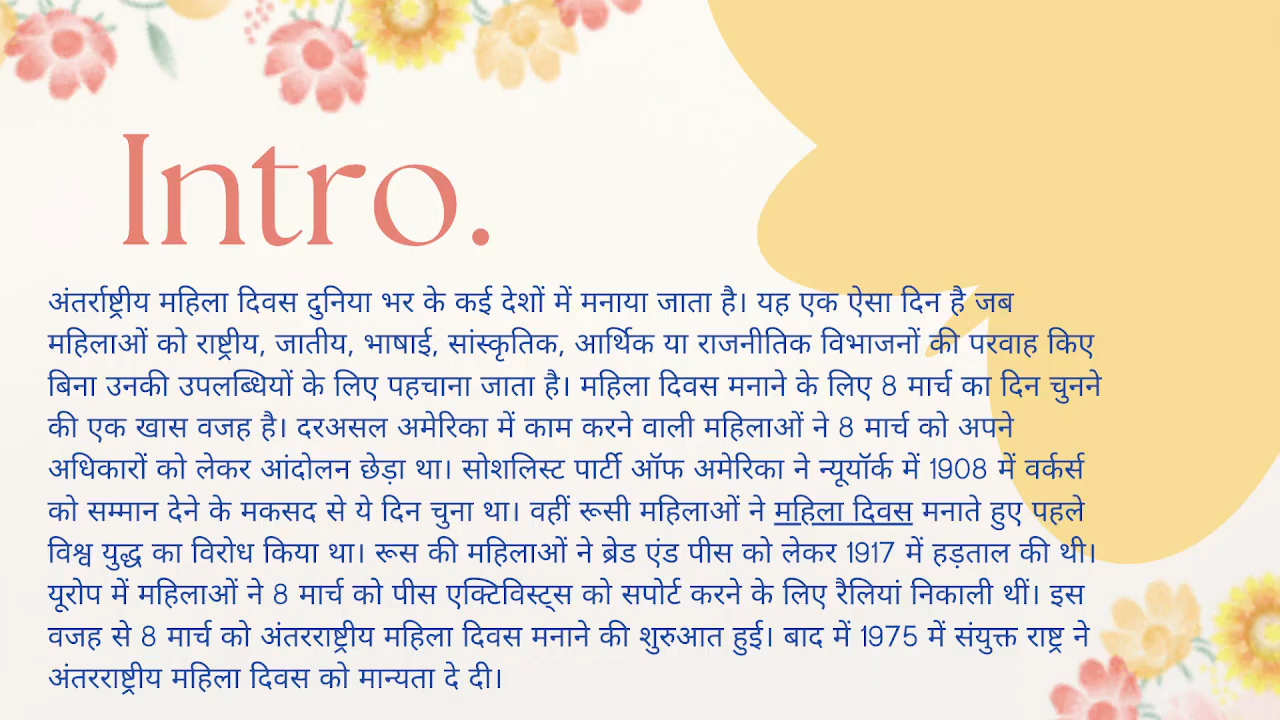 Intro.
अंतर्राष्ट्रीय महिला दिवस दुनिया भर के कई देशों में मनाया जाता है। यह एक ऐसा दिन है जब
महिलाओं को राष्ट्रीय, जातीय, भाषाई, सांस्कृतिक, आर्थिक या राजनीतिक विभाजनों की परवाह किए
बिना उनकी उपलब्धियों के लिए पहचाना जाता है। महिला दिवस मनाने के लिए 8 मार्च का दिन चुनने
की एक खास वजह है। दरअसल अमेरिका में काम करने वाली महिलाओं ने 8 मार्च को अपने
अधिकारों को लेकर आंदोलन छेड़ा था। सोशलिस्ट पार्टी ऑफ अमेरिका ने न्यूयॉर्क में 1908 में वर्कर्स
को सम्मान देने के मकसद से ये दिन चुना था। वहीं रूसी महिलाओं ने महिला दिवस मनाते हुए पहले
विश्व युद्ध का विरोध किया था। रूस की महिलाओं ने ब्रेड एंड पीस को लेकर 1917 में हड़ताल की थी।
यूरोप में महिलाओं ने 8 मार्च को पीस एक्टिविस्ट्स को सपोर्ट करने के लिए रैलियां निकाली थीं। इस
वजह से 8 मार्च को अंतरराष्ट्रीय महिला दिवस मनाने की शुरुआत हुई। बाद में 1975 में संयुक्त राष्ट्र ने
अंतरराष्ट्रीय महिला दिवस को मान्यता दे दी।